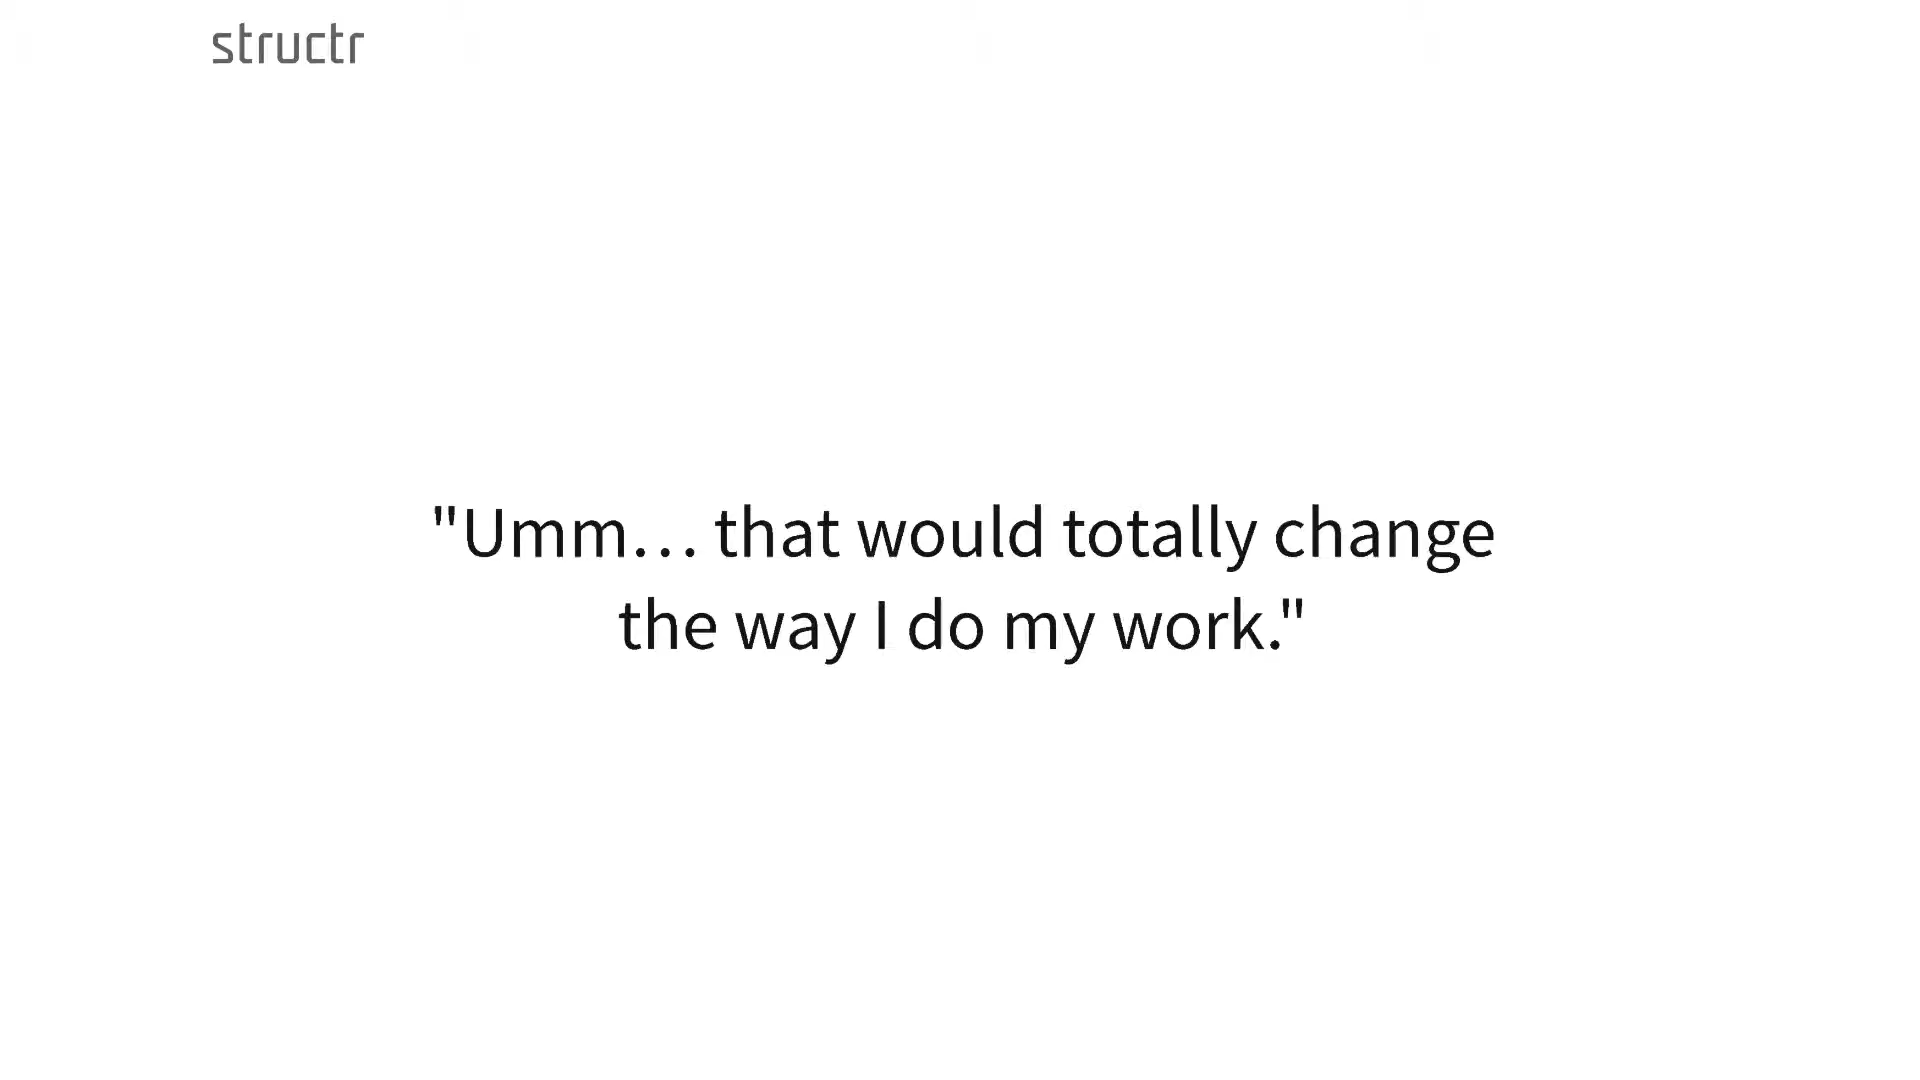 structr
"Umm… that would totally change
the way I do my work."